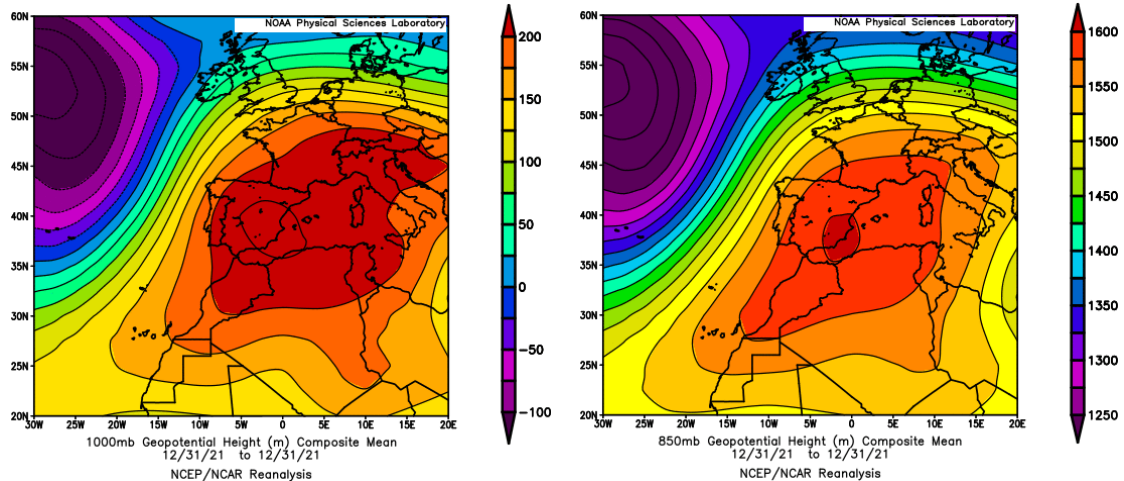 NOAA Physical Sciences Laboratory
60N
55N
50N
45N
40N
35N
30N
25N
20N
30W 25W 20W 15W 10W 5W 0 5E 10E 15E 20E
200
150
100
50
0
−50
−100
1000mb Geopotential Height (m) Composite Mean
12/31/21 to 12/31/21
NCEP/NCAR Reanalysis
NOAA Physical Sciences Laboratory
60N
55N
50N
45N
40N
35N
30N
25N
20N
30W 25W 20W 15W 10W 5W 0 5E 10E 15E 20E
1600
1550
1500
1450
1400
1350
1300
1250
850mb Geopotential Height (m) Composite Mean
12/31/21 to 12/31/21
NCEP/NCAR Reanalysis